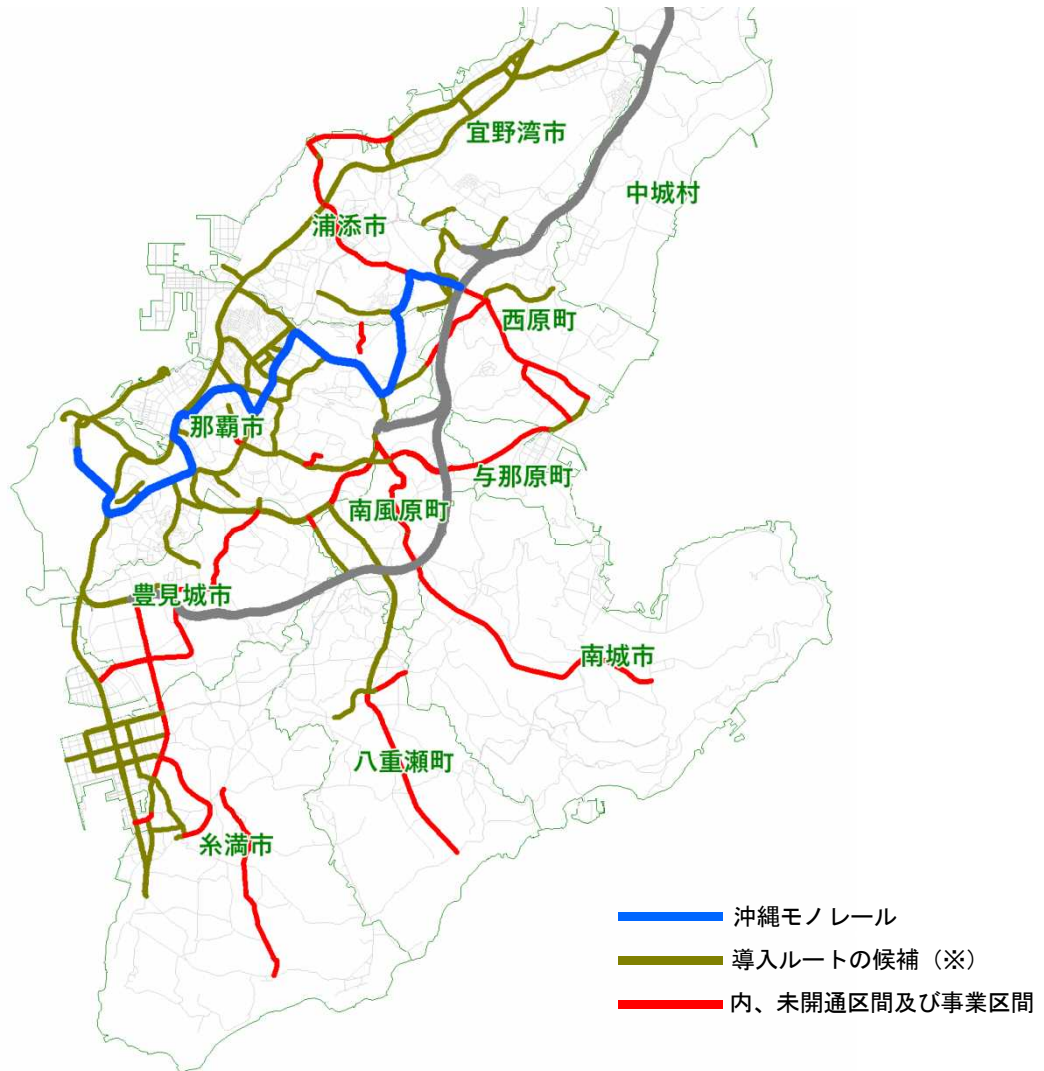 宜野湾市
中城村
浦添市
西原町
那覇市
与那原町
南風原町
豊見城市
南城市
八重瀬町
糸満市
沖縄モノレール
導入ルートの候補（※）
内、未開通区間及び事業区間